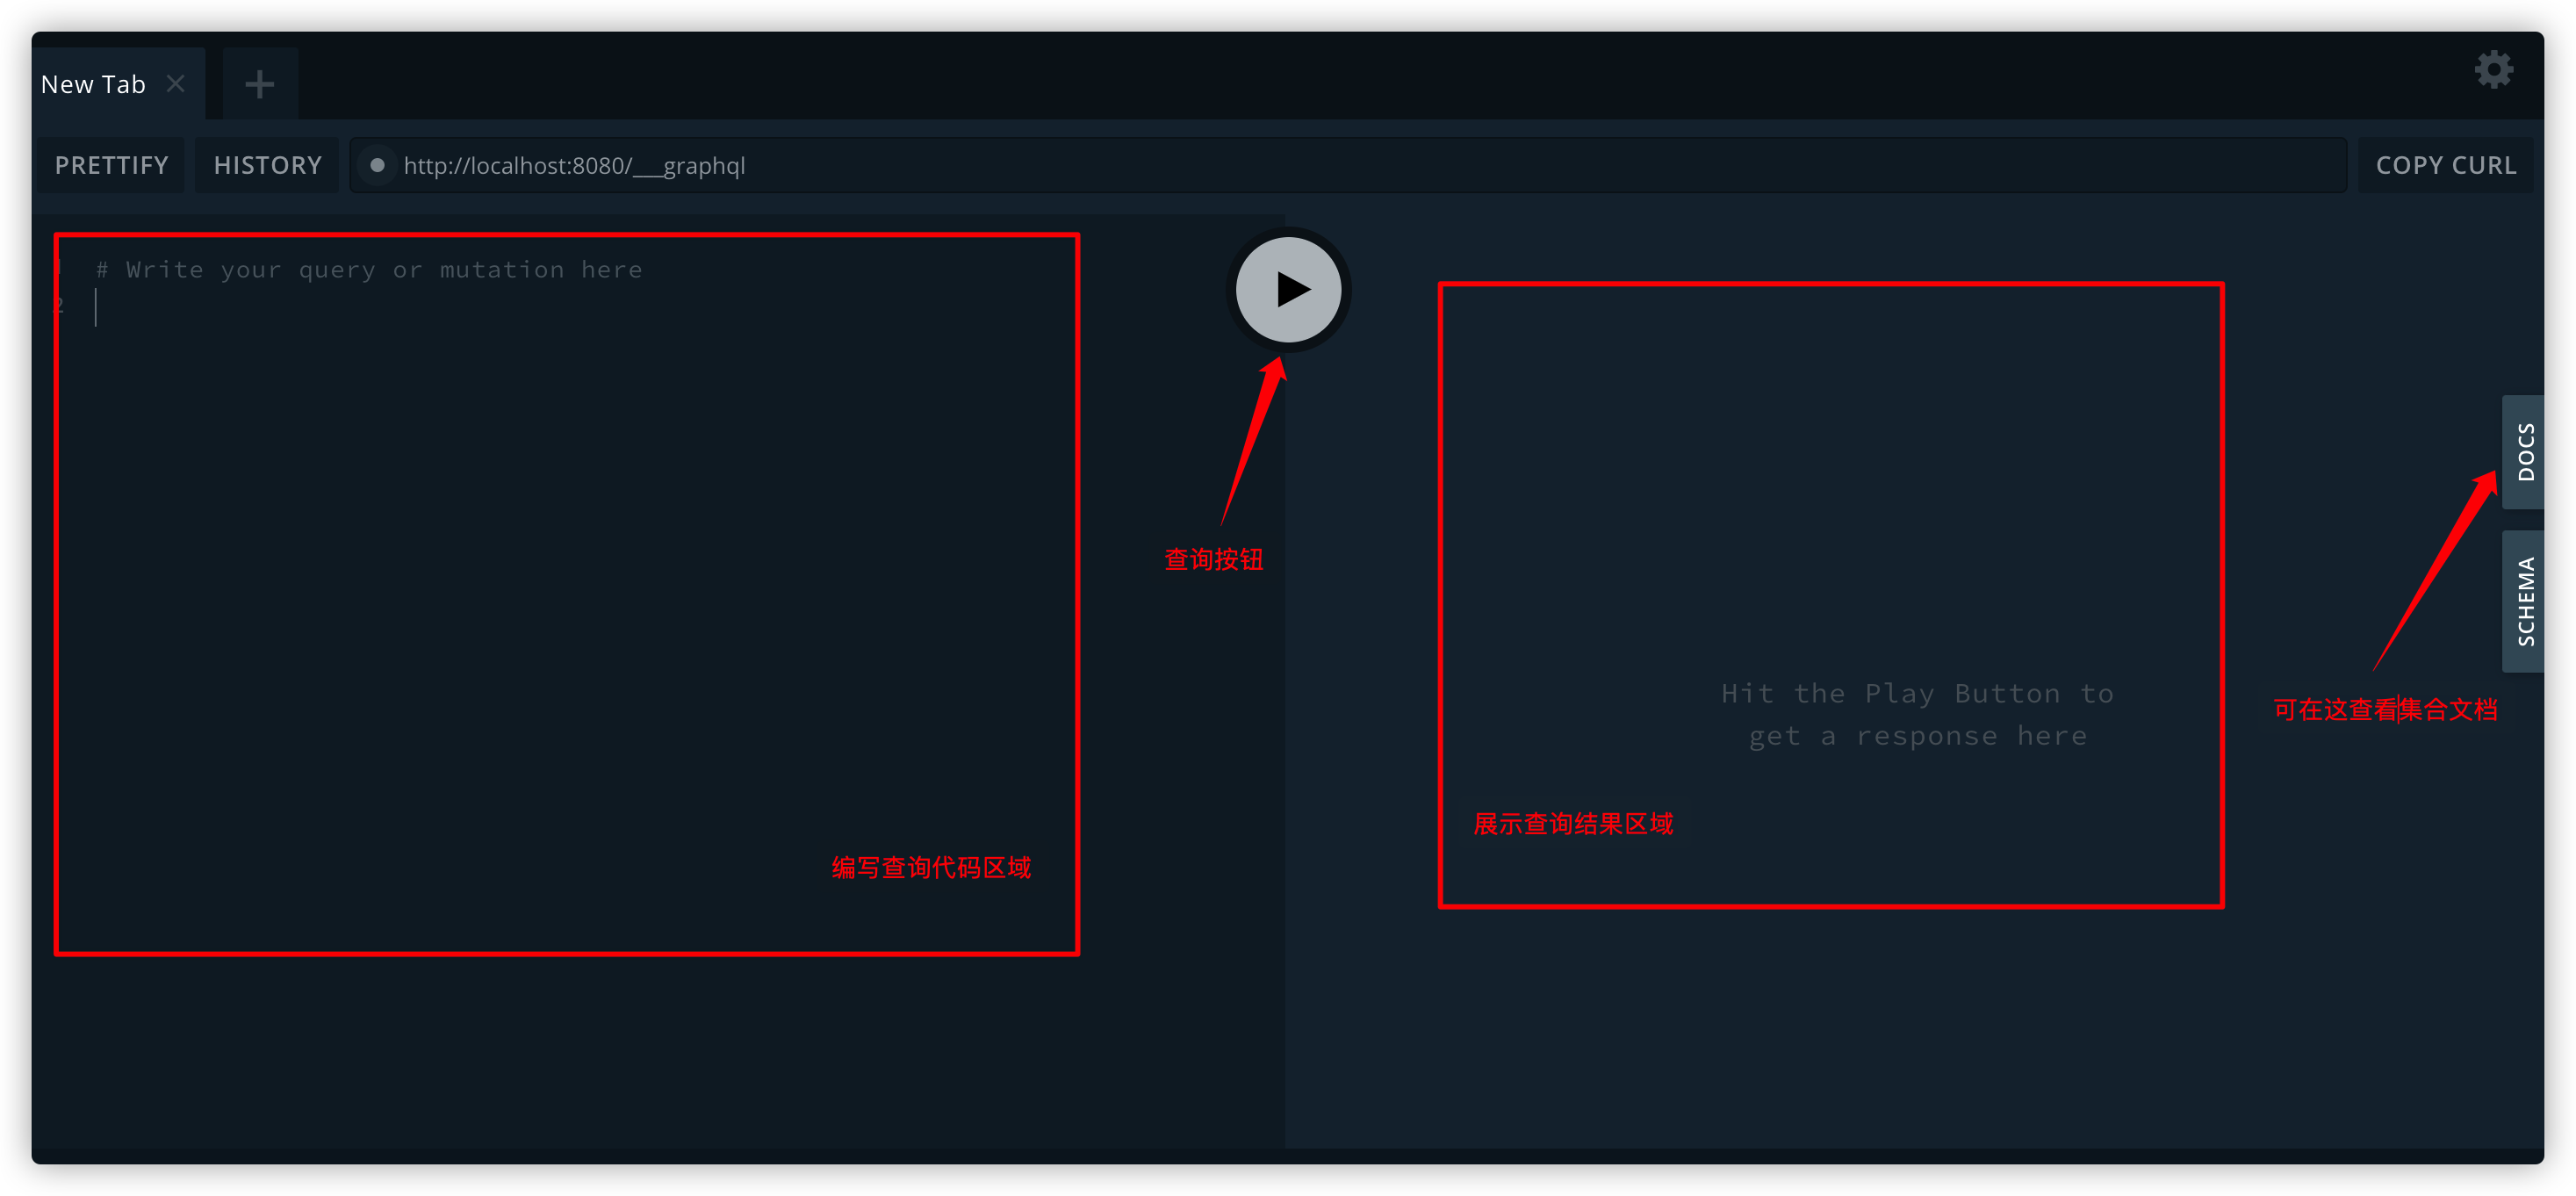 New Tab
PRETTIFY HISTORY http://localhost:8080/___graphql COPY CURL
1 # Write your query or mutation here
2
查询按钮
DOCS
SCHEMA
Hit the Play Button to
get a response here
可在这查看集合文档
展示查询结果区域
编写查询代码区域